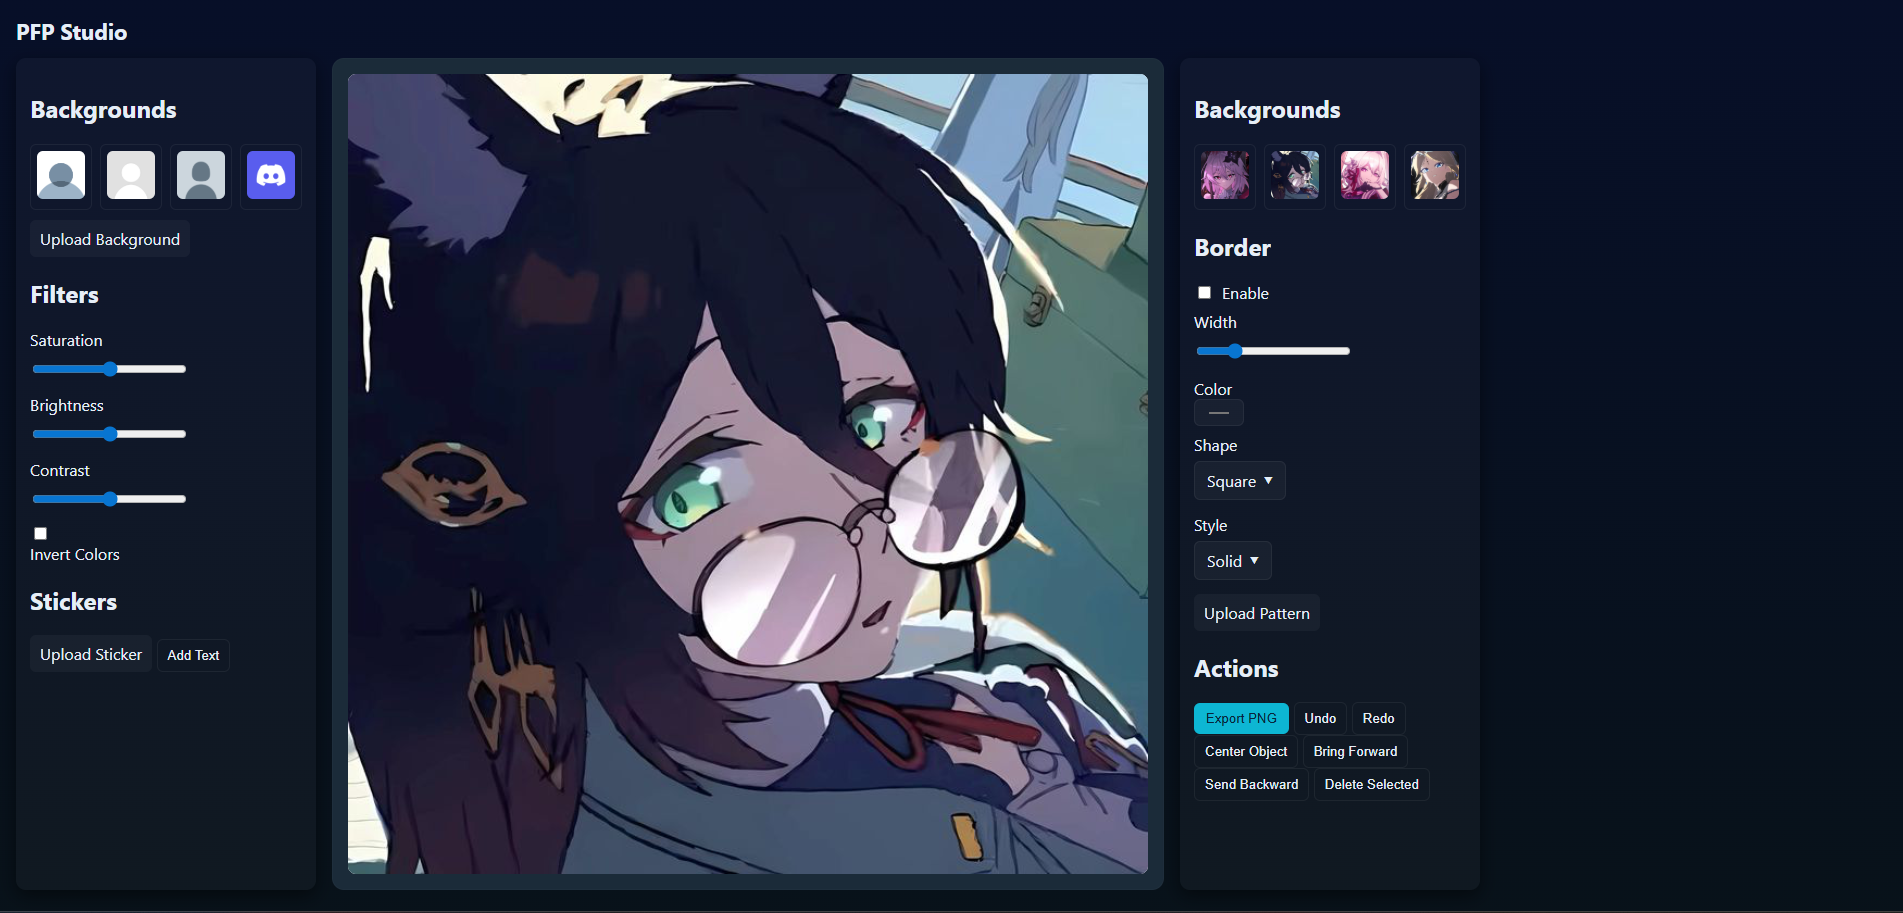 PFP Studio
Backgrounds
Upload Background
Filters
Saturation
Brightness
Contrast
Invert Colors
Stickers
Upload Sticker
Add Text
Backgrounds
Border
Enable
Width
Color
Shape
Square
Style
Solid
Upload Pattern
Actions
Export PNG
Undo
Redo
Center Object
Bring Forward
Send Backward
Delete Selected